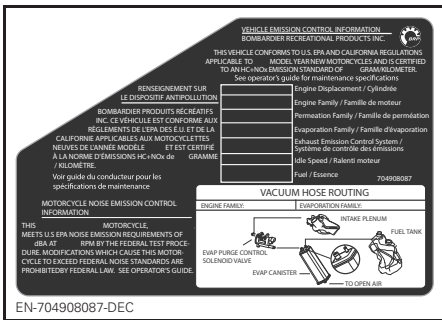 VEHICLE EMISSION CONTROL INFORMATION
BOMBARDIER RECREATIONAL PRODUCTS INC.
brp
THIS VEHICLE CONFORMS TO U.S. EPA AND CALIFORNIA REGULATIONS
APPLICABLE TO MODEL YEAR NEW MOTORCYCLES AND IS CERTIFIED
TO AN HC+NOx EMISSION STANDARD OF GRAM/KILOMETER.
See operator's guide for maintenance specifications
RENSEIGNEMENT SUR
LE DISPOSITIF ANTIPOLLUTION
BOMBARDIER PRODUITS RÉCRÉATIFS
INC. CE VÉHICULE EST CONFORME AUX
RÈGLEMENTS DE L'EPA DES É.U. ET DE LA
CALIFORNIE APPLICABLES AUX MOTOCYCLETTES
NEUVES DE L'ANNÉE MODÈLE ET EST CERTIFIÉ
À LA NORME D'ÉMISSIONS HC+NOx de GRAMME
/ KILOMÈTRE.
Voir guide du conducteur pour les
spécifications de maintenance
Engine Displacement / Cylindrée
Engine Family / Famille de moteur
Permeation Family / Famille de perméation
Evaporation Family / Famille d'évaporation
Exhaust Emission Control System /
Système de contrôle des émissions
Idle Speed / Ralenti moteur
Fuel / Essence
704908087
MOTORCYCLE NOISE EMISSION CONTROL
INFORMATION
THIS MOTORCYCLE,
MEETS U.S EPA NOISE EMISSION REQUIREMENTS OF
dBA AT RPM BY THE FEDERAL TEST PROCE-
DURE. MODIFICATIONS WHICH CAUSE THIS MOTOR-
CYCLE TO EXCEED FEDERAL NOISE STANDARDS ARE
PROHIBITEDBY FEDERAL LAW. SEE OPERATOR'S GUIDE.
VACUUM HOSE ROUTING
ENGINE FAMILY: EVAPORATION FAMILY:
INTAKE PLENUM
FUEL TANK
EVAP PURGE CONTROL
SOLENOID VALVE
EVAP CANISTER
TO OPEN AIR
EN-704908087-DEC